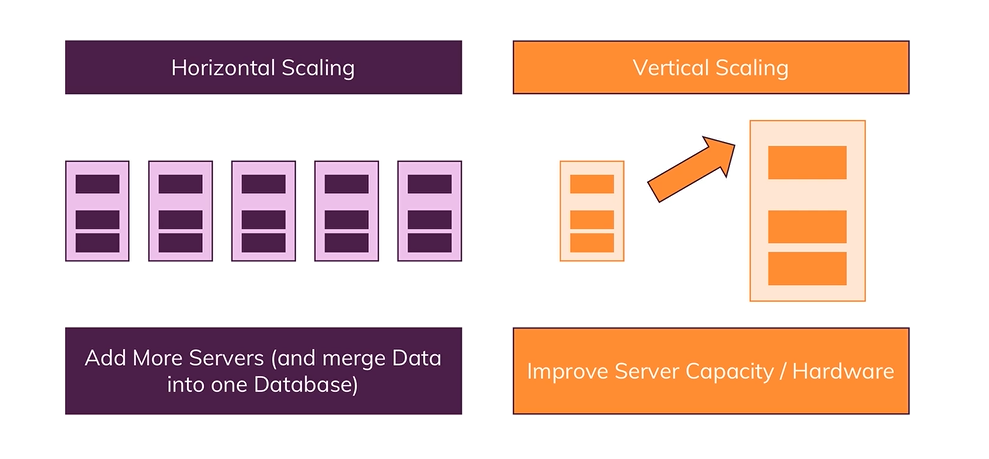 Horizontal Scaling
Vertical Scaling
Add More Servers (and merge Data
into one Database)
Improve Server Capacity / Hardware